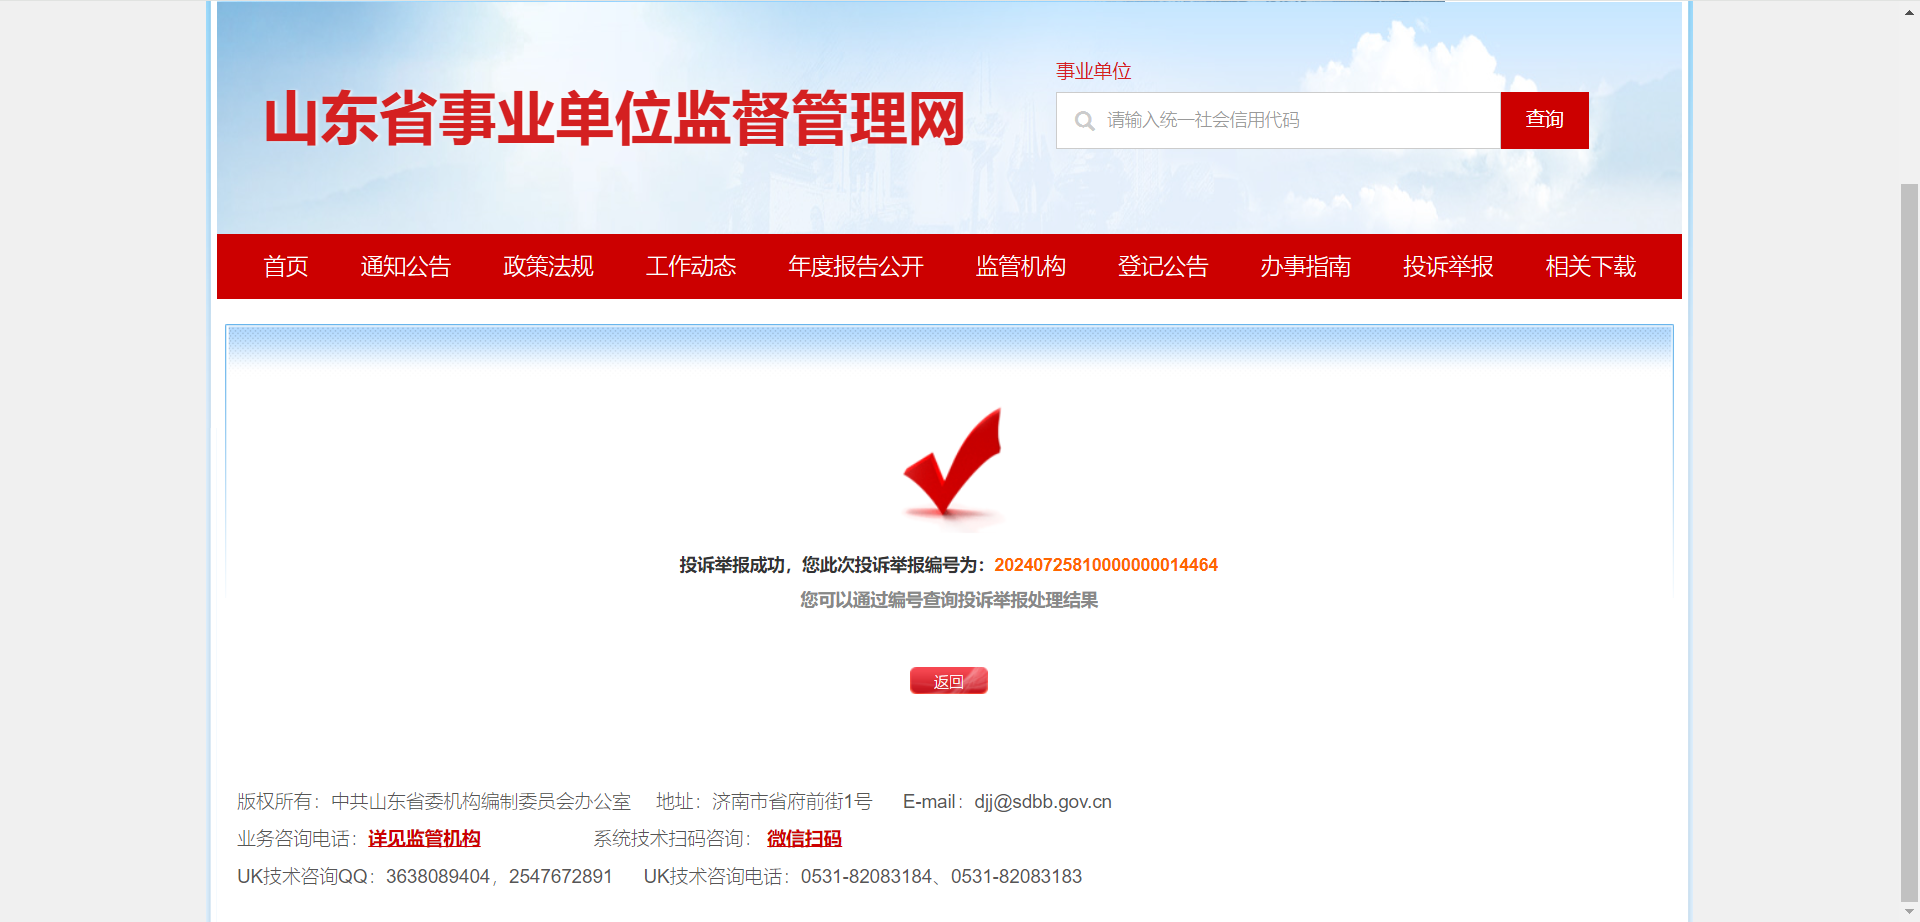 山东省事业单位监督管理网
事业单位
请输入统一社会信用代码
查询
首页 通知公告 政策法规 工作动态 年度报告公开 监管机构 登记公告 办事指南 投诉举报 相关下载
投诉举报成功，您此次投诉举报编号为：20240725810000000014464
您可以通过编号查询投诉举报处理结果
返回
版权所有：中共山东省委机构编制委员会办公室 地址：济南市省府前街1号 E-mail：djj@sdbb.gov.cn
业务咨询电话：详见监管机构 系统技术扫码咨询：微信扫码
UK技术咨询QQ：3638089404，2547672891 UK技术咨询电话：0531-82083184、0531-82083183